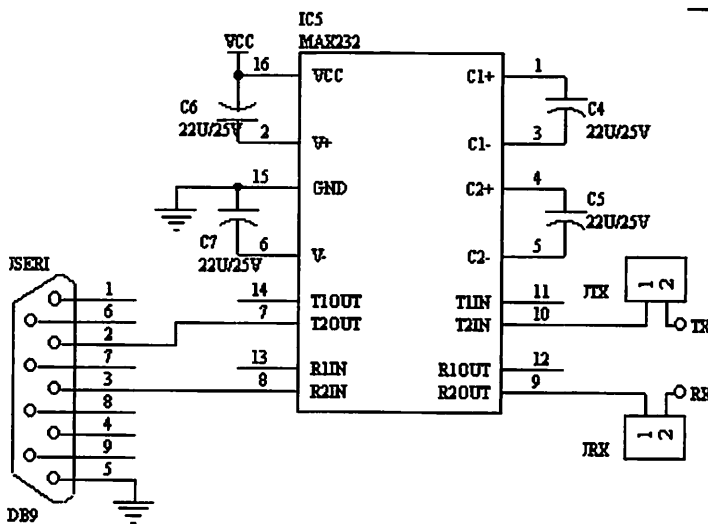 IC5
MAX232
VCC
16 VCC C1+ 1
C6
22U/25V
C4
22U/25V
2 V+ C1- 3
15 GND C2+ 4
C7
22U/25V
C5
22U/25V
6 V- C2- 5
JSERI
1
6
2
7
3
8
4
9
5
DB9
14 T1OUT T1IN 11
7 T2OUT T2IN 10
13 R1IN R1OUT 12
8 R2IN R2OUT 9
JTX
1 2
TX
JRX
1 2